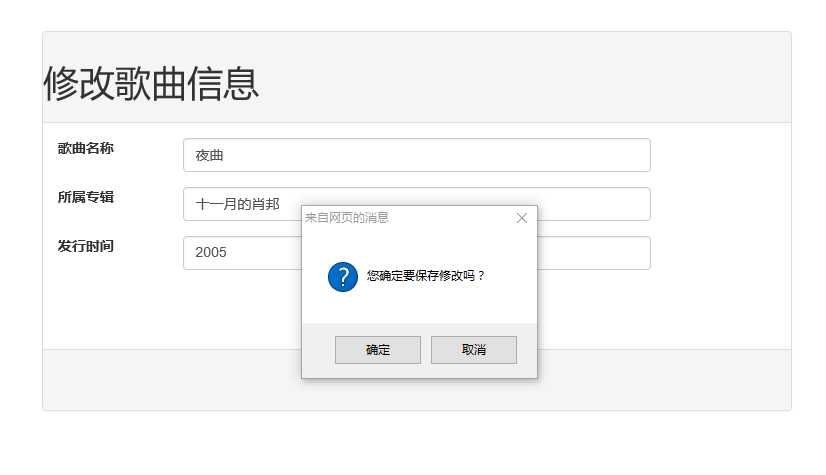 修改歌曲信息
歌曲名称
夜曲
所属专辑
十一月的肖邦
来自网页的消息
发行时间
2005
您确定要保存修改吗？
确定
取消